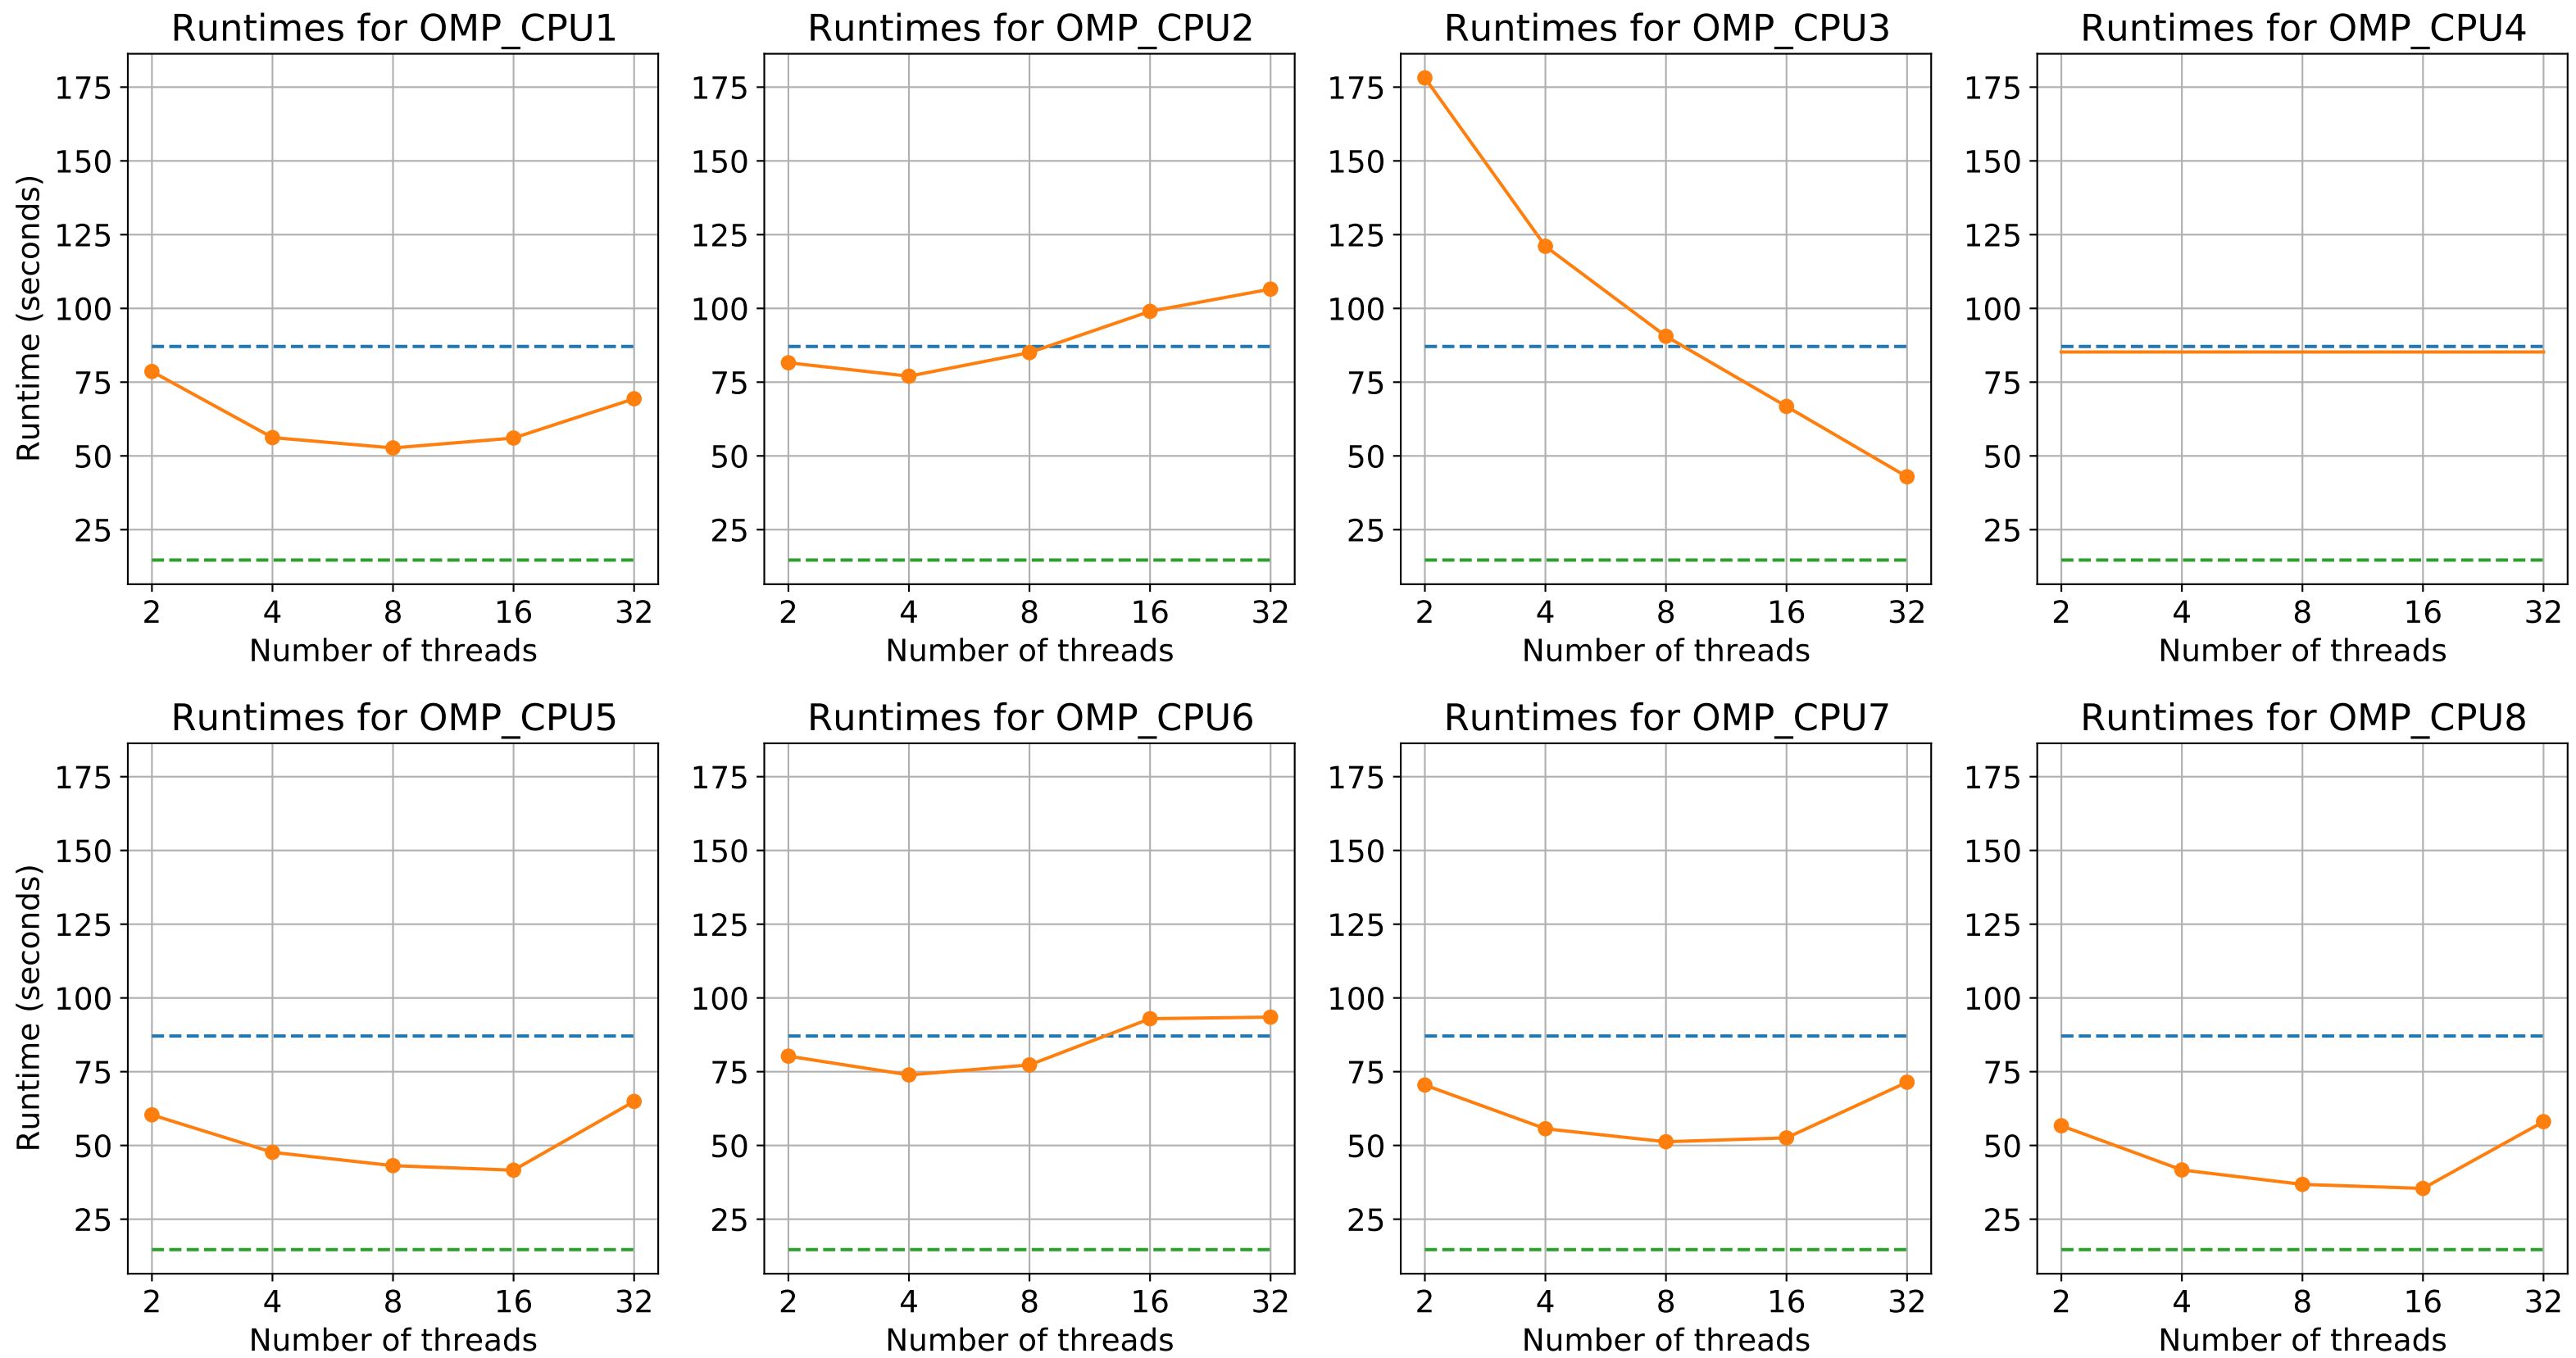 Runtimes for OMP_CPU1
Runtime (seconds)
175
150
125
100
75
50
25
2 4 8 16 32
Number of threads
Runtimes for OMP_CPU2
175
150
125
100
75
50
25
2 4 8 16 32
Number of threads
Runtimes for OMP_CPU3
175
150
125
100
75
50
25
2 4 8 16 32
Number of threads
Runtimes for OMP_CPU4
175
150
125
100
75
50
25
2 4 8 16 32
Number of threads
Runtimes for OMP_CPU5
Runtime (seconds)
175
150
125
100
75
50
25
2 4 8 16 32
Number of threads
Runtimes for OMP_CPU6
175
150
125
100
75
50
25
2 4 8 16 32
Number of threads
Runtimes for OMP_CPU7
175
150
125
100
75
50
25
2 4 8 16 32
Number of threads
Runtimes for OMP_CPU8
175
150
125
100
75
50
25
2 4 8 16 32
Number of threads